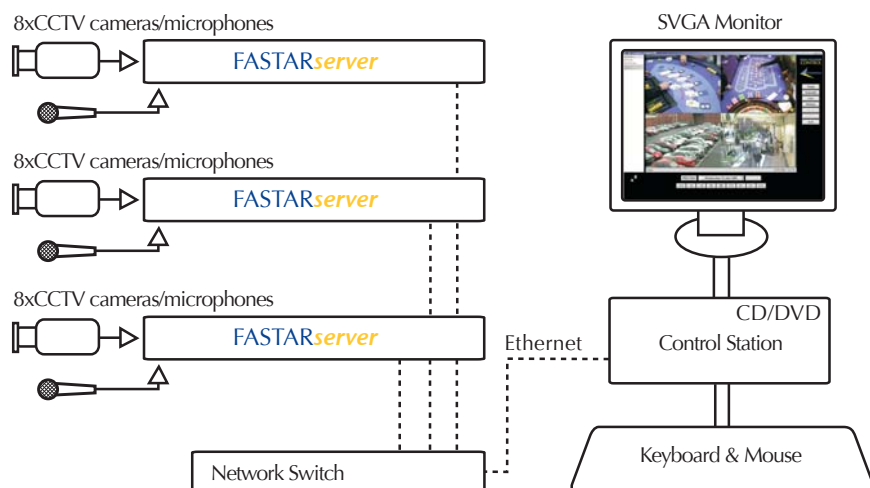 8xCCTV cameras/microphones
FASTARserver
8xCCTV cameras/microphones
FASTARserver
8xCCTV cameras/microphones
FASTARserver
Network Switch
Ethernet
SVGA Monitor
CD/DVD
Control Station
Keyboard & Mouse